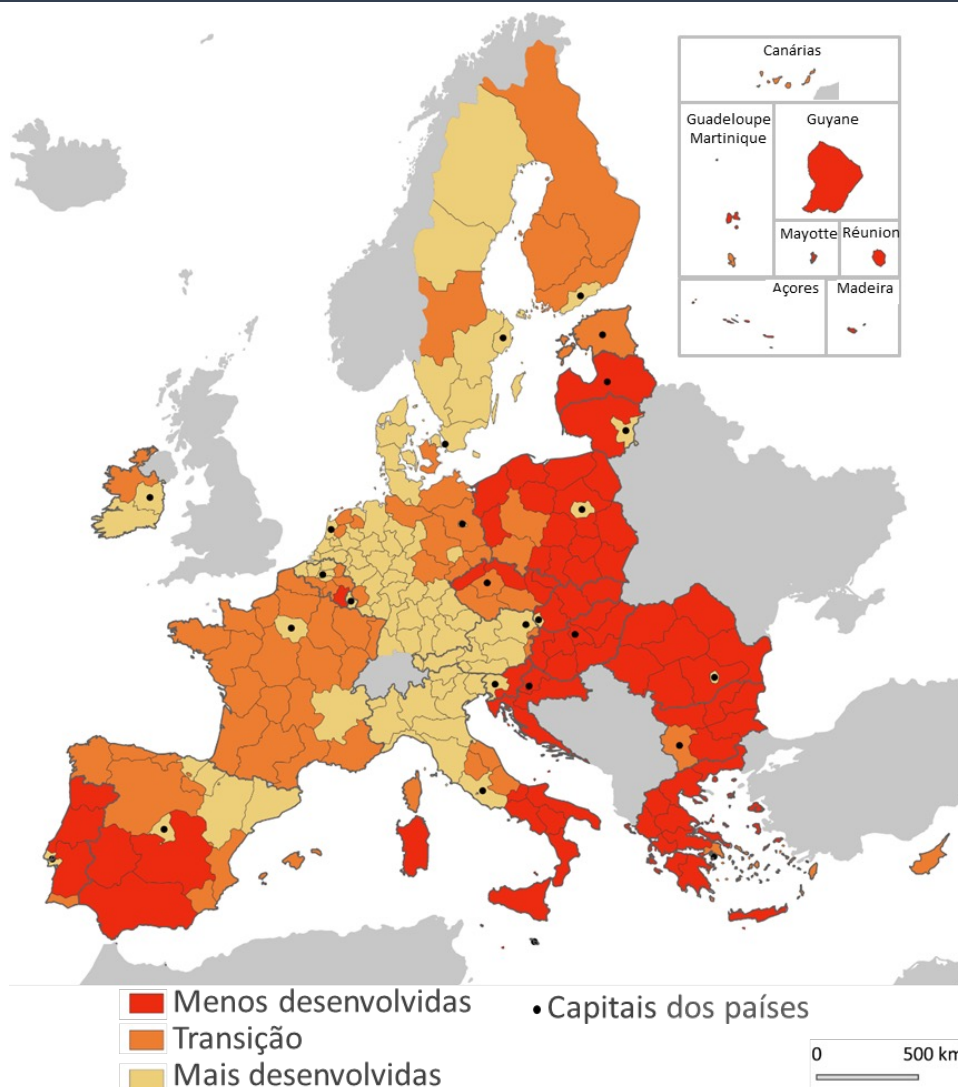 Canárias
Guadeloupe
Martinique
Guyane
Mayotte
Réunion
Açores
Madeira
Menos desenvolvidas
Transição
Mais desenvolvidas
Capitais dos países
0 500 km